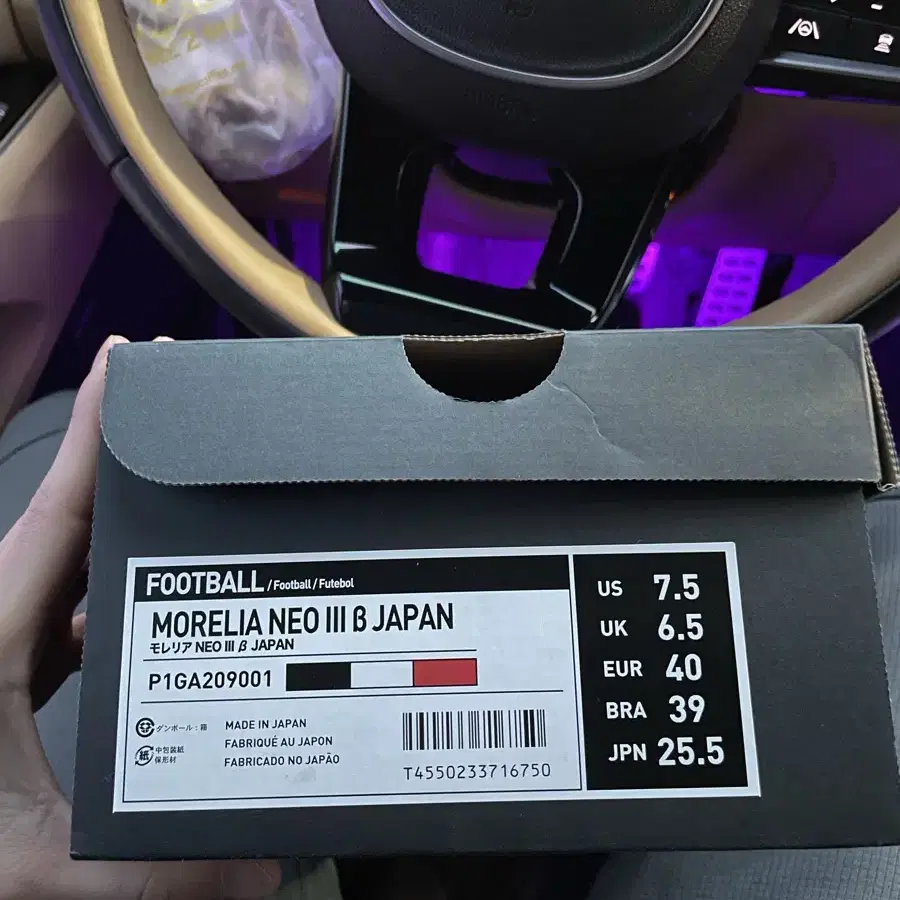 FOOTBALL / Football / Futebol
MORELIA NEO III β JAPAN
モレリア NEO III β JAPAN
P1GA209001
ダンボール：箱
紙
中包装紙
保形材
MADE IN JAPAN
FABRIQUÉ AU JAPON
FABRICADO NO JAPÃO
T4550233716750
US 7.5
UK 6.5
EUR 40
BRA 39
JPN 25.5